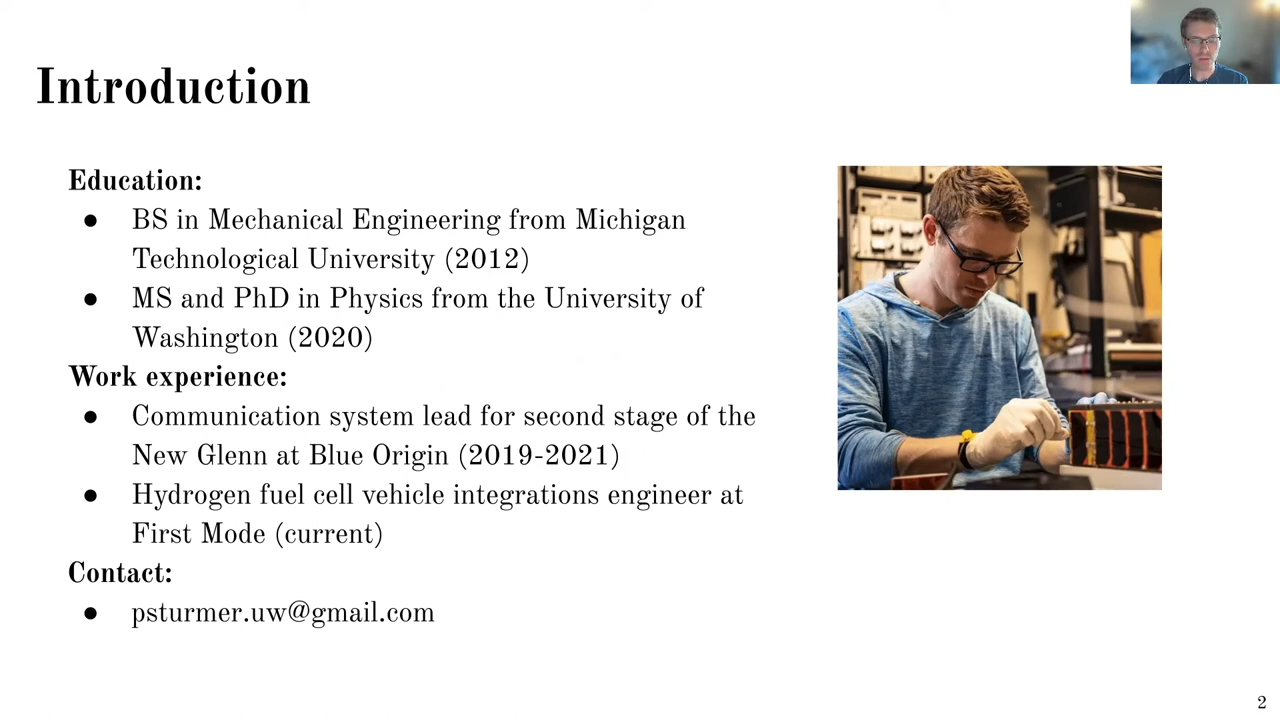 Introduction
Education:
● BS in Mechanical Engineering from Michigan
Technological University (2012)
● MS and PhD in Physics from the University of
Washington (2020)
Work experience:
● Communication system lead for second stage of the
New Glenn at Blue Origin (2019-2021)
● Hydrogen fuel cell vehicle integrations engineer at
First Mode (current)
Contact:
● psturmer.uw@gmail.com
2